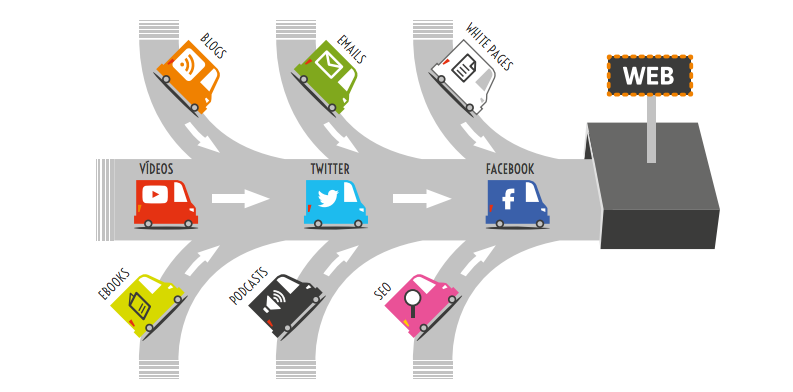 BLOGS
EMAILS
WHITE PAGES
WEB
VÍDEOS
TWITTER
FACEBOOK
EBOOKS
PODCASTS
SEO